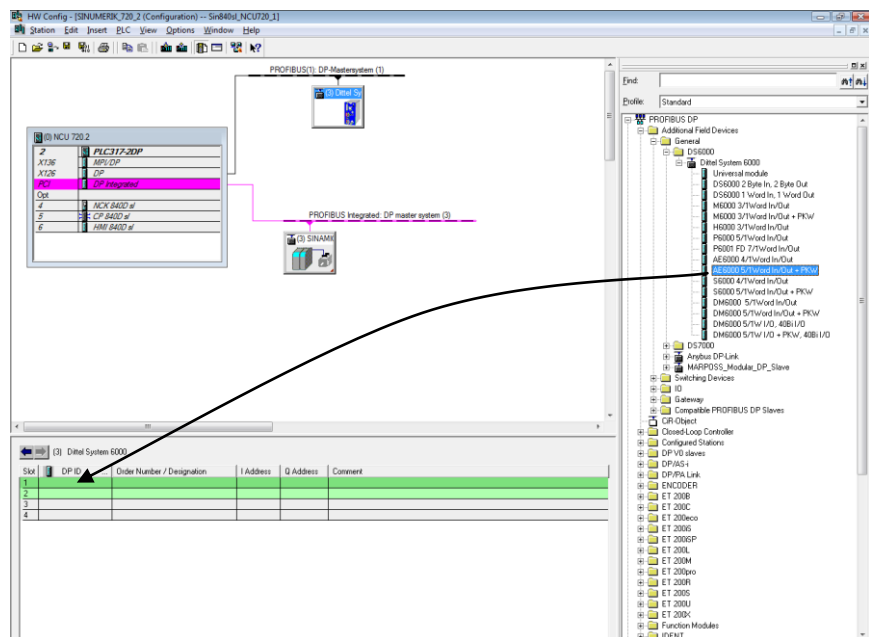 HW Config - [SINUMERIK_720_2 (Configuration) -- Sin840sl_NCU720_1]
Station Edit Insert PLC View Options Window Help
PROFIBUS(1): DP-Mastersystem (1)
(3) Dittel Sy
(0) NCU 720.2
2 PLC317-2DP
X136 MPI/DP
X126 DP
PCI DP integrated
Opt
4 NCK 840D sl
5 CP 840D sl
6 HMI 840D sl
PROFIBUS Integrated: DP master system (3)
(3) SINAMI
(3) Dittel System 6000
Slot DP ID ... Order Number / Designation I Address Q Address Comment
1
2
3
4
Find:
Profile: Standard
PROFIBUS DP
Additional Field Devices
General
DS6000
Dittel System 6000
Universal module
DS6000 2 Byte In, 2 Byte Out
DS6000 1 Word In, 1 Word Out
M6000 3/1Word In/Out
M6000 3/1Word In/Out + PKW
H6000 3/1Word In/Out
P6000 5/1Word In/Out
P6001 FD 7/1Word In/Out
AE6000 4/1Word In/Out
AE6000 5/1Word In/Out + PKW
S6000 4/1Word In/Out
S6000 5/1Word In/Out + PKW
DM6000 5/1Word In/Out
DM6000 5/1Word In/Out + PKW
DM6000 5/1W I/O, 40Bi I/O
DM6000 5/1W I/O + PKW, 40Bi I/O
DS7000
Anybus DP-Link
MARPOSS_Modular_DP_Slave
Switching Devices
IO
Gateway
Compatible PROFIBUS DP Slaves
CiR-Object
Closed-Loop Controller
Configured Stations
DP V0 slaves
DP/AS-i
DP/PA Link
ENCODER
ET 200B
ET 200C
ET 200eco
ET 200iS
ET 200iSP
ET 200L
ET 200M
ET 200pro
ET 200R
ET 200S
ET 200U
ET 200X
Function Modules
IDENT